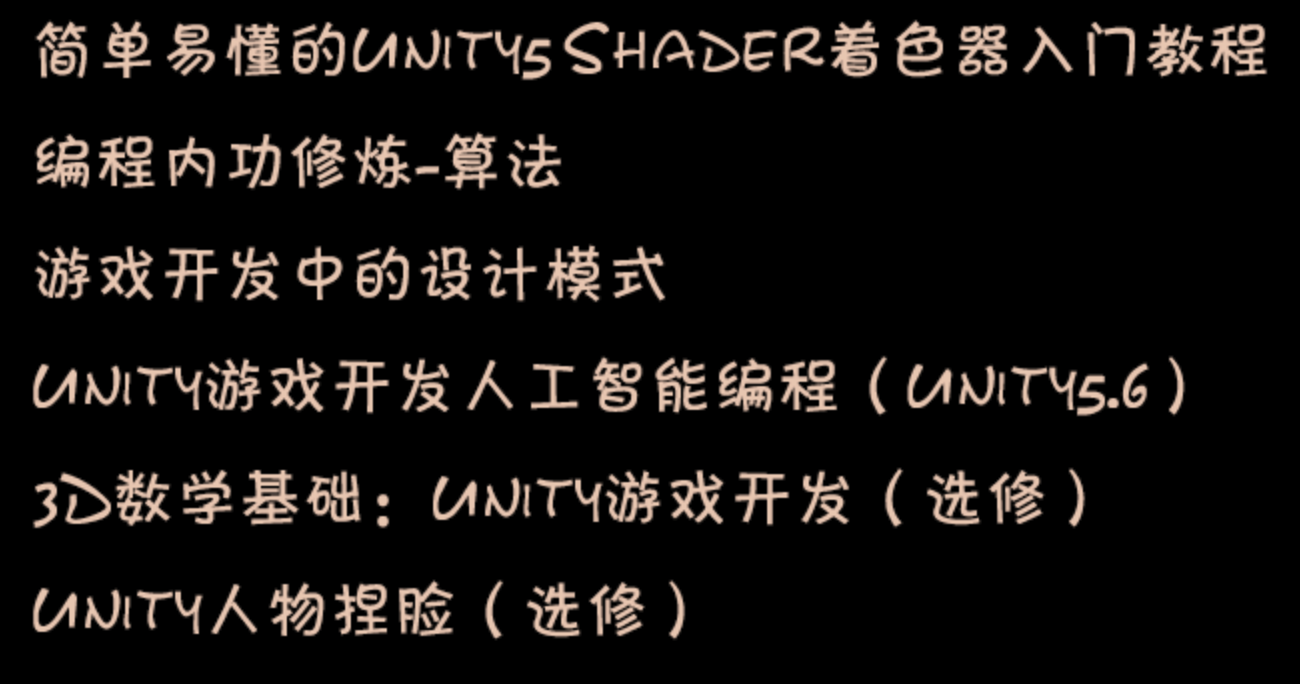 简单易懂的Unity5 Shader着色器入门教程
编程内功修炼-算法
游戏开发中的设计模式
Unity游戏开发人工智能编程（Unity5.6）
3D数学基础：Unity游戏开发（选修）
Unity人物捏脸（选修）